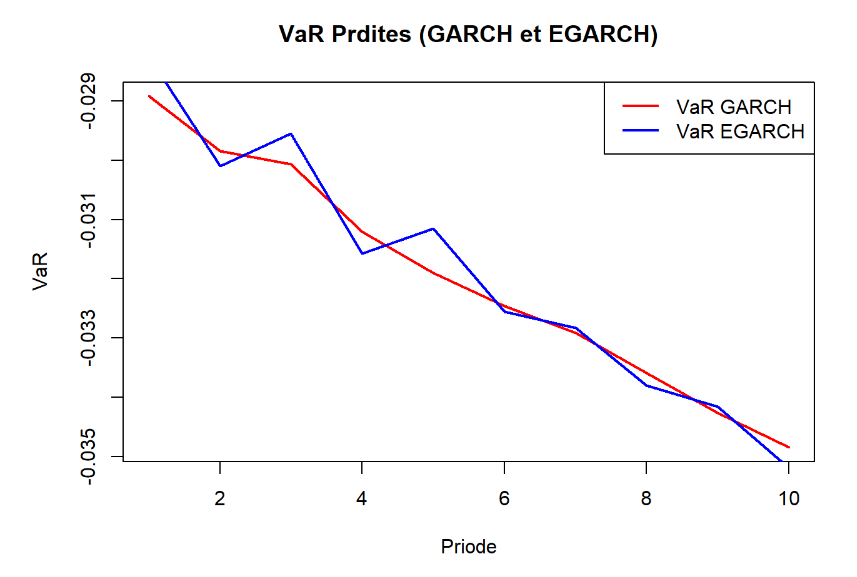 VaR Prdites (GARCH et EGARCH)
VaR GARCH
VaR EGARCH
VaR
-0.029
-0.031
-0.033
-0.035
2 4 6 8 10
Priode